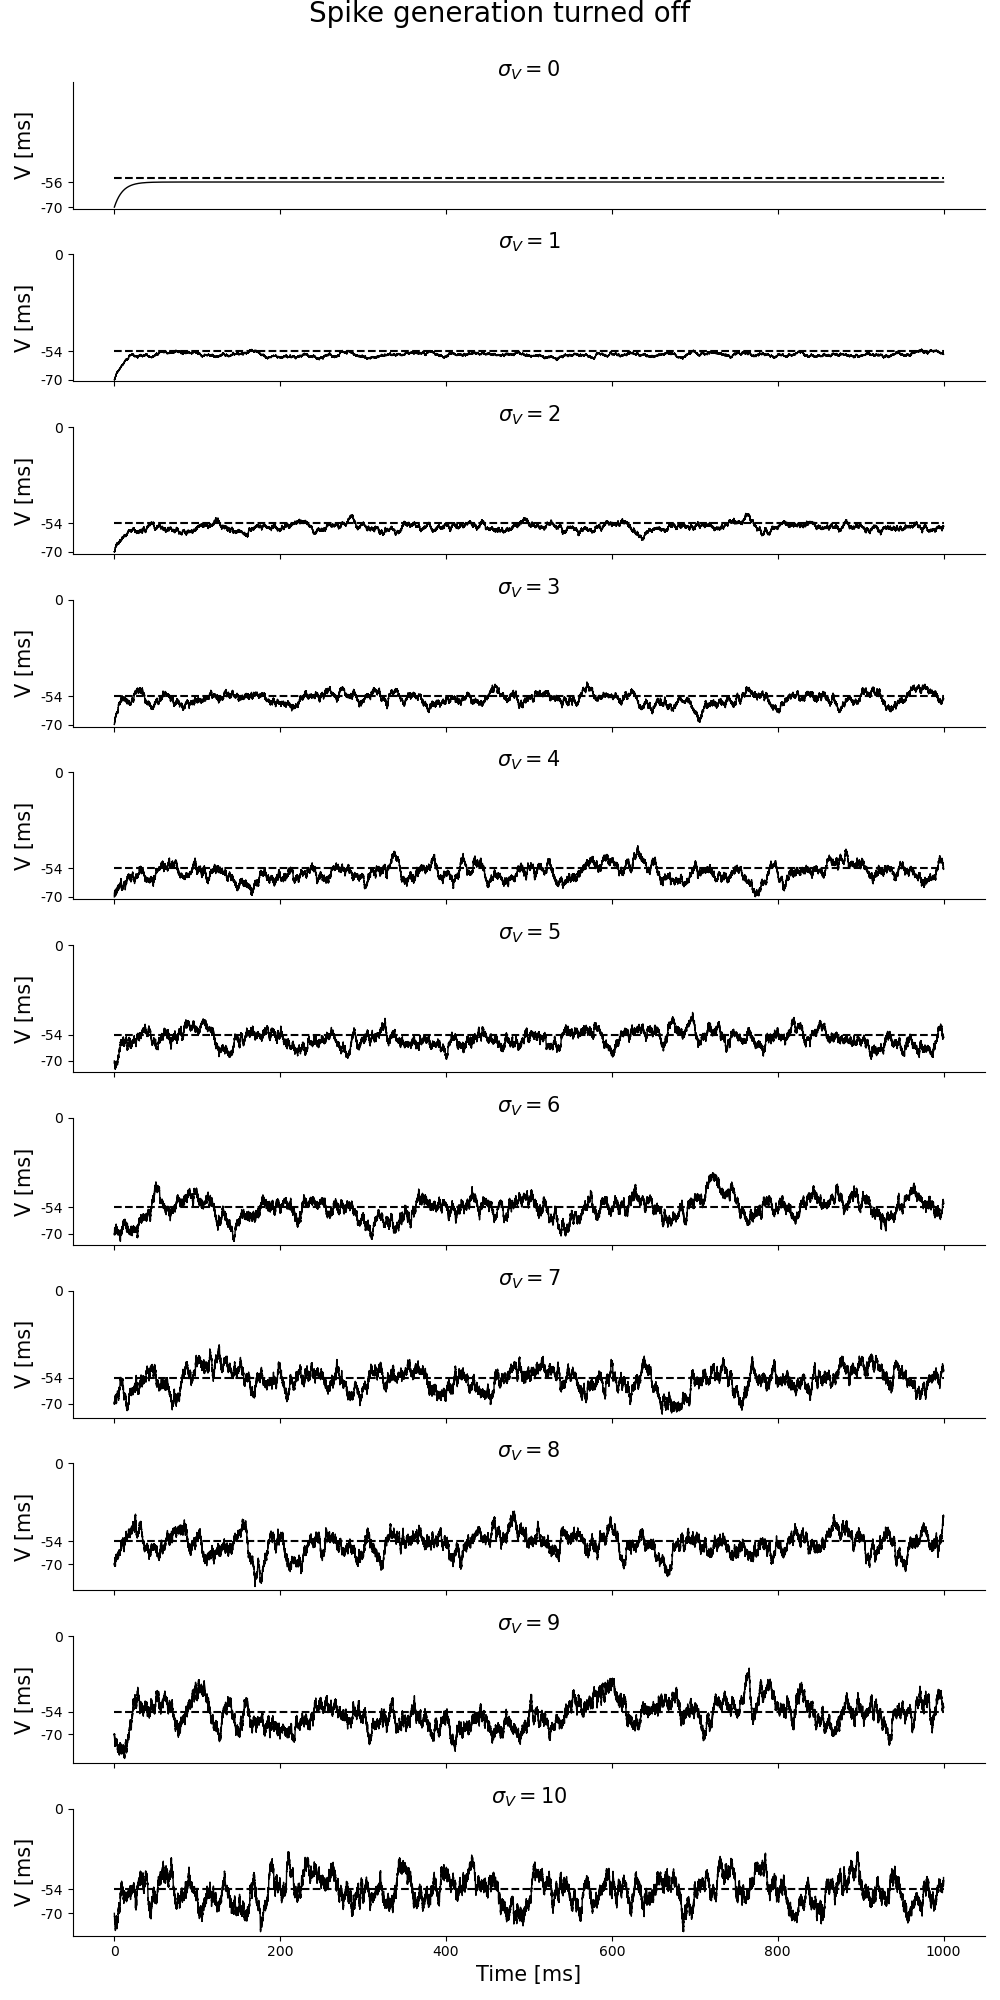 Spike generation turned off
σ_V = 0
V [ms]
-56
-70
σ_V = 1
0
V [ms]
-54
-70
σ_V = 2
0
V [ms]
-54
-70
σ_V = 3
0
V [ms]
-54
-70
σ_V = 4
0
V [ms]
-54
-70
σ_V = 5
0
V [ms]
-54
-70
σ_V = 6
0
V [ms]
-54
-70
σ_V = 7
0
V [ms]
-54
-70
σ_V = 8
0
V [ms]
-54
-70
σ_V = 9
0
V [ms]
-54
-70
σ_V = 10
0
V [ms]
-54
-70
0 200 400 600 800 1000
Time [ms]